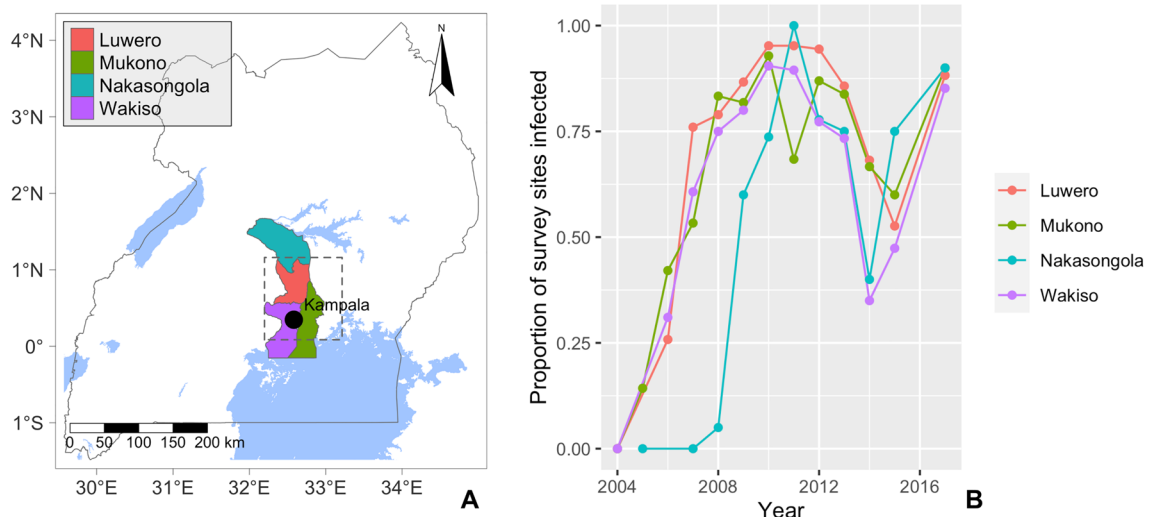 Luwero
Mukono
Nakasongola
Wakiso
N
4°N
3°N
2°N
1°N
0°
1°S
Kampala
0 50 100 150 200 km
30°E 31°E 32°E 33°E 34°E
A
Proportion of survey sites infected
1.00
0.75
0.50
0.25
0.00
2004 2008 2012 2016
Year
B
Luwero
Mukono
Nakasongola
Wakiso